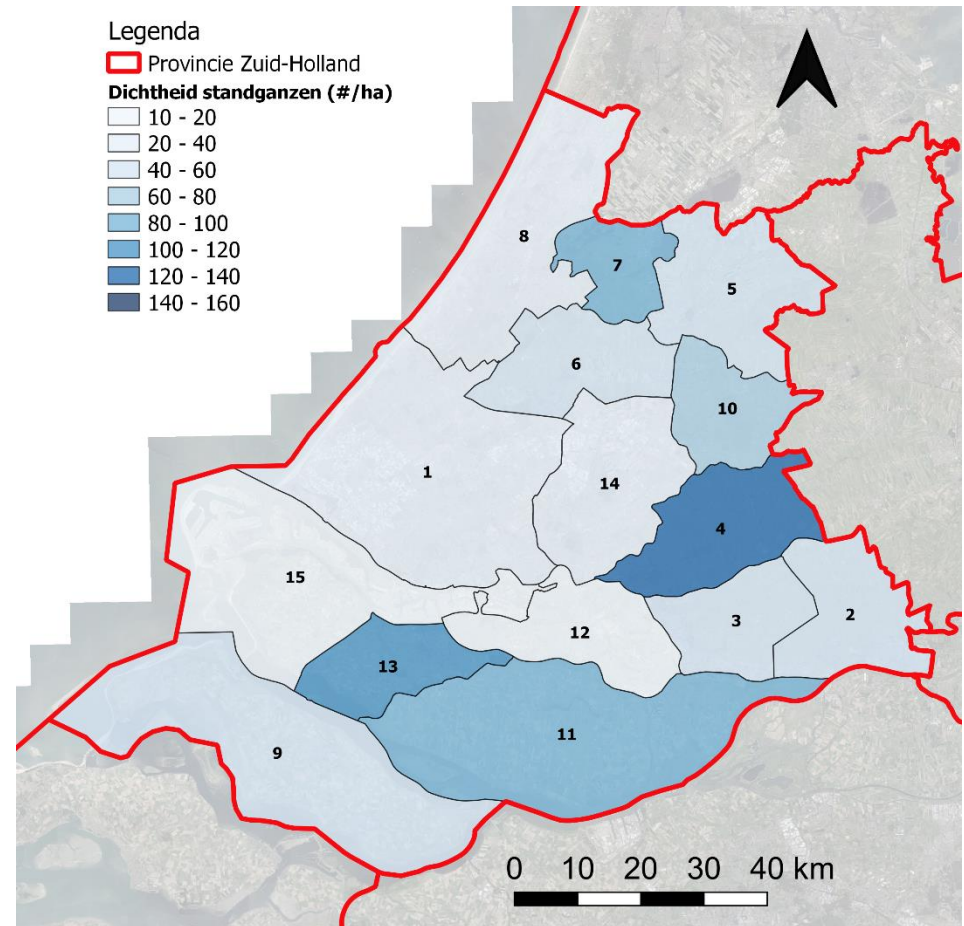 Legenda
Provincie Zuid-Holland
Dichtheid standganzen (#/ha)
10 - 20
20 - 40
40 - 60
60 - 80
80 - 100
100 - 120
120 - 140
140 - 160
8
7
5
6
10
1
14
4
15
12
3
2
13
11
9
0 10 20 30 40 km